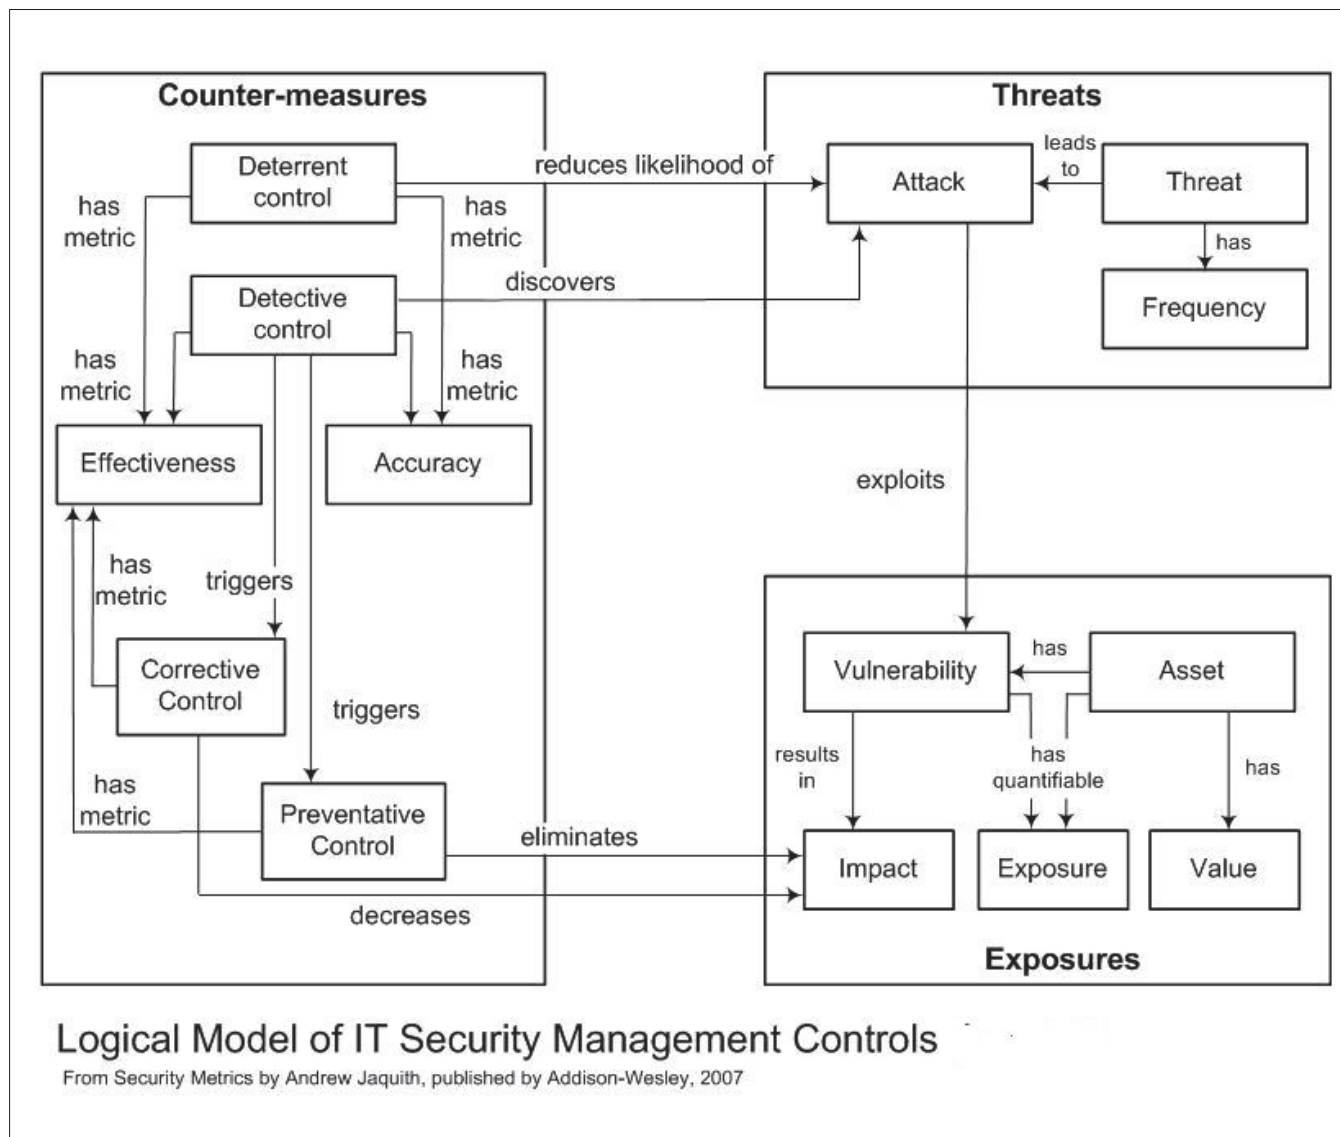 Counter-measures
Deterrent
control
has
metric
has
metric
Detective
control
has
metric
has
metric
Effectiveness
Accuracy
has
metric
triggers
Corrective
Control
triggers
has
metric
Preventative
Control
reduces likelihood of
discovers
eliminates
decreases
Threats
Attack
leads
to
Threat
has
Frequency
exploits
Vulnerability
has
Asset
results
in
has
quantifiable
has
Impact
Exposure
Value
Exposures
Logical Model of IT Security Management Controls
From Security Metrics by Andrew Jaquith, published by Addison-Wesley, 2007